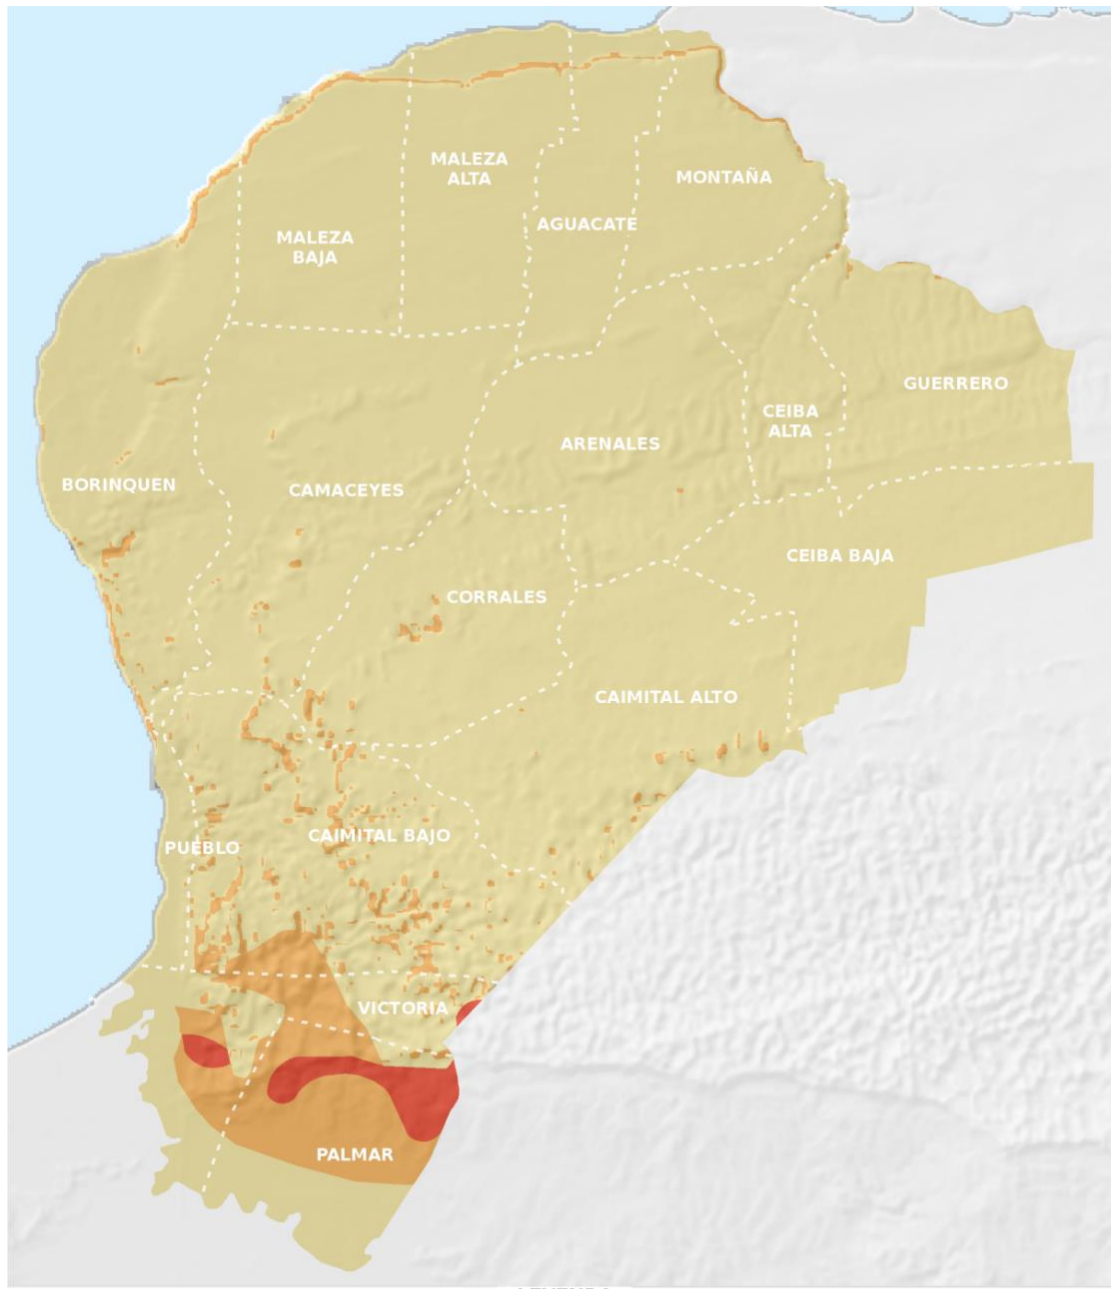 MALEZA
ALTA
MONTAÑA
AGUACATE
MALEZA
BAJA
GUERRERO
CEIBA
ALTA
ARENALES
BORINQUEN
CAMACEYES
CEIBA BAJA
CORRALES
CAIMITAL ALTO
CAIMITAL BAJO
PUEBLO
VICTORIA
PALMAR